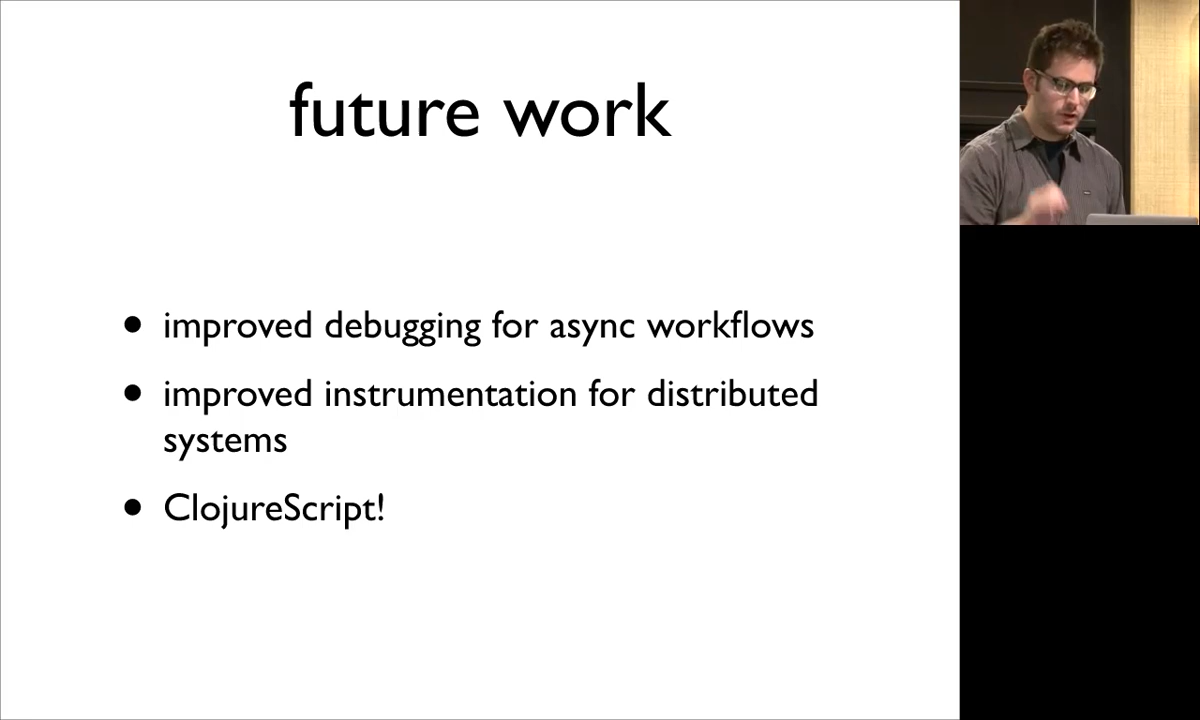 future work
• improved debugging for async workflows
• improved instrumentation for distributed
systems
• ClojureScript!